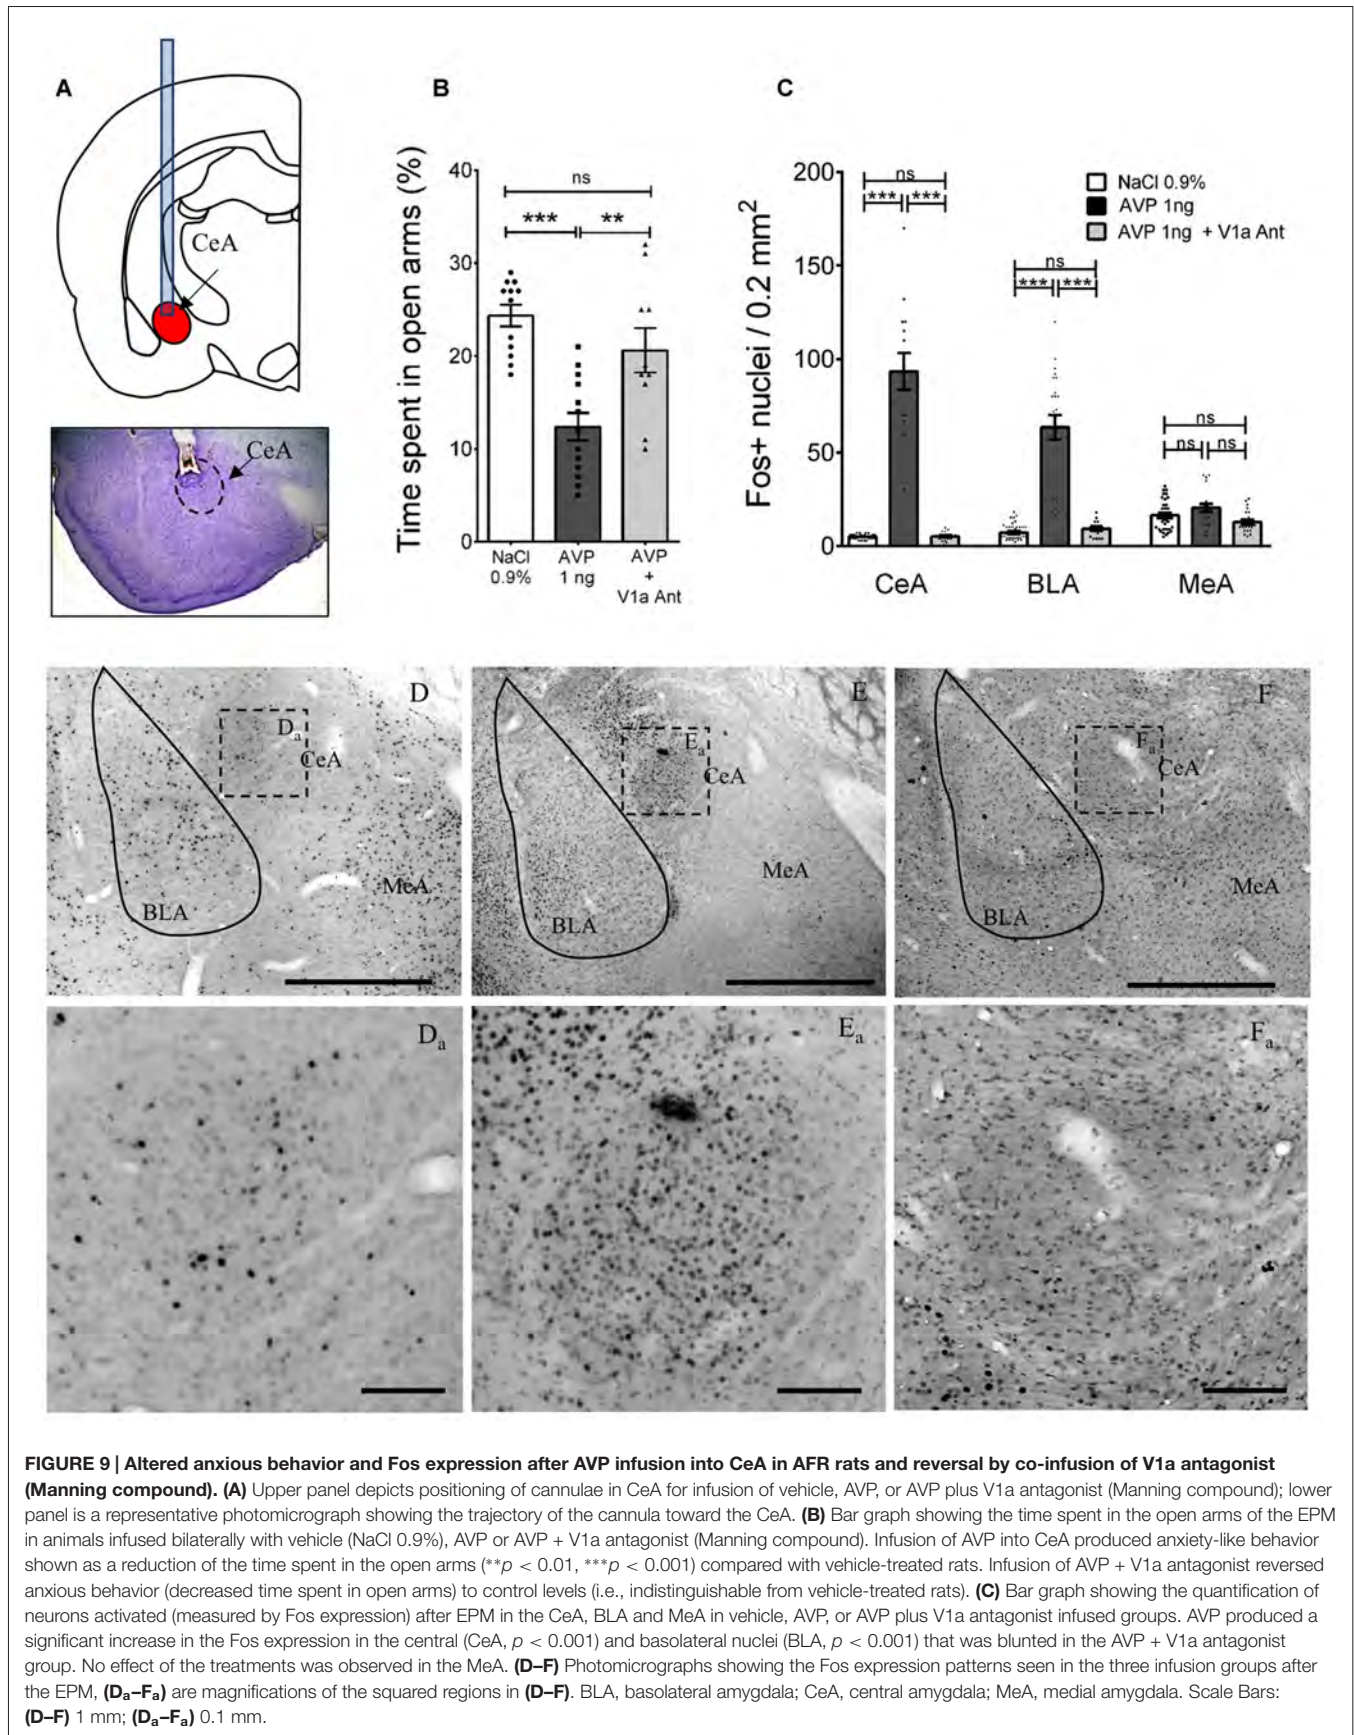 A
CeA
CeA
B
Time spent in open arms (%)
40
30
20
10
0
ns
*** **
NaCl
0.9%
AVP
1 ng
AVP
+
V1a Ant
C
Fos+ nuclei / 0.2 mm²
200
150
100
50
0
ns
*** ***
ns
*** ***
ns
ns ns
NaCl 0.9%
AVP 1ng
AVP 1ng + V1a Ant
CeA BLA MeA
D
Da
CeA
MeA
BLA
E
Ea
CeA
MeA
BLA
F
Fa
CeA
MeA
BLA
Da
Ea
Fa
FIGURE 9 | Altered anxious behavior and Fos expression after AVP infusion into CeA in AFR rats and reversal by co-infusion of V1a antagonist
(Manning compound). (A) Upper panel depicts positioning of cannulae in CeA for infusion of vehicle, AVP, or AVP plus V1a antagonist (Manning compound); lower
panel is a representative photomicrograph showing the trajectory of the cannula toward the CeA. (B) Bar graph showing the time spent in the open arms of the EPM
in animals infused bilaterally with vehicle (NaCl 0.9%), AVP or AVP + V1a antagonist (Manning compound). Infusion of AVP into CeA produced anxiety-like behavior
shown as a reduction of the time spent in the open arms (**p < 0.01, ***p < 0.001) compared with vehicle-treated rats. Infusion of AVP + V1a antagonist reversed
anxious behavior (decreased time spent in open arms) to control levels (i.e., indistinguishable from vehicle-treated rats). (C) Bar graph showing the quantification of
neurons activated (measured by Fos expression) after EPM in the CeA, BLA and MeA in vehicle, AVP, or AVP plus V1a antagonist infused groups. AVP produced a
significant increase in the Fos expression in the central (CeA, p < 0.001) and basolateral nuclei (BLA, p < 0.001) that was blunted in the AVP + V1a antagonist
group. No effect of the treatments was observed in the MeA. (D–F) Photomicrographs showing the Fos expression patterns seen in the three infusion groups after
the EPM, (Da–Fa) are magnifications of the squared regions in (D–F). BLA, basolateral amygdala; CeA, central amygdala; MeA, medial amygdala. Scale Bars:
(D–F) 1 mm; (Da–Fa) 0.1 mm.